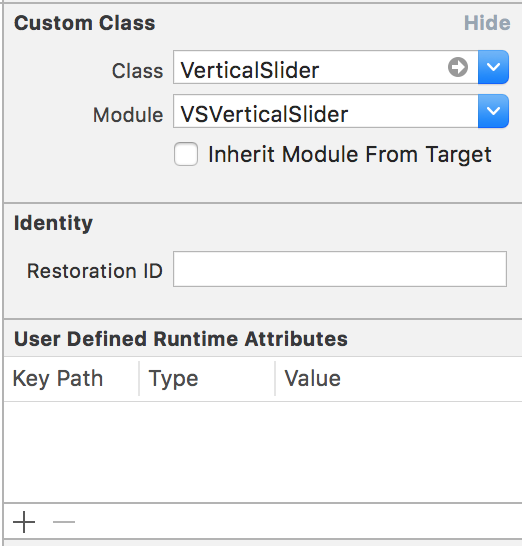 Custom Class Hide
Class VerticalSlider
Module VSVerticalSlider
Inherit Module From Target
Identity
Restoration ID
User Defined Runtime Attributes
Key Path Type Value